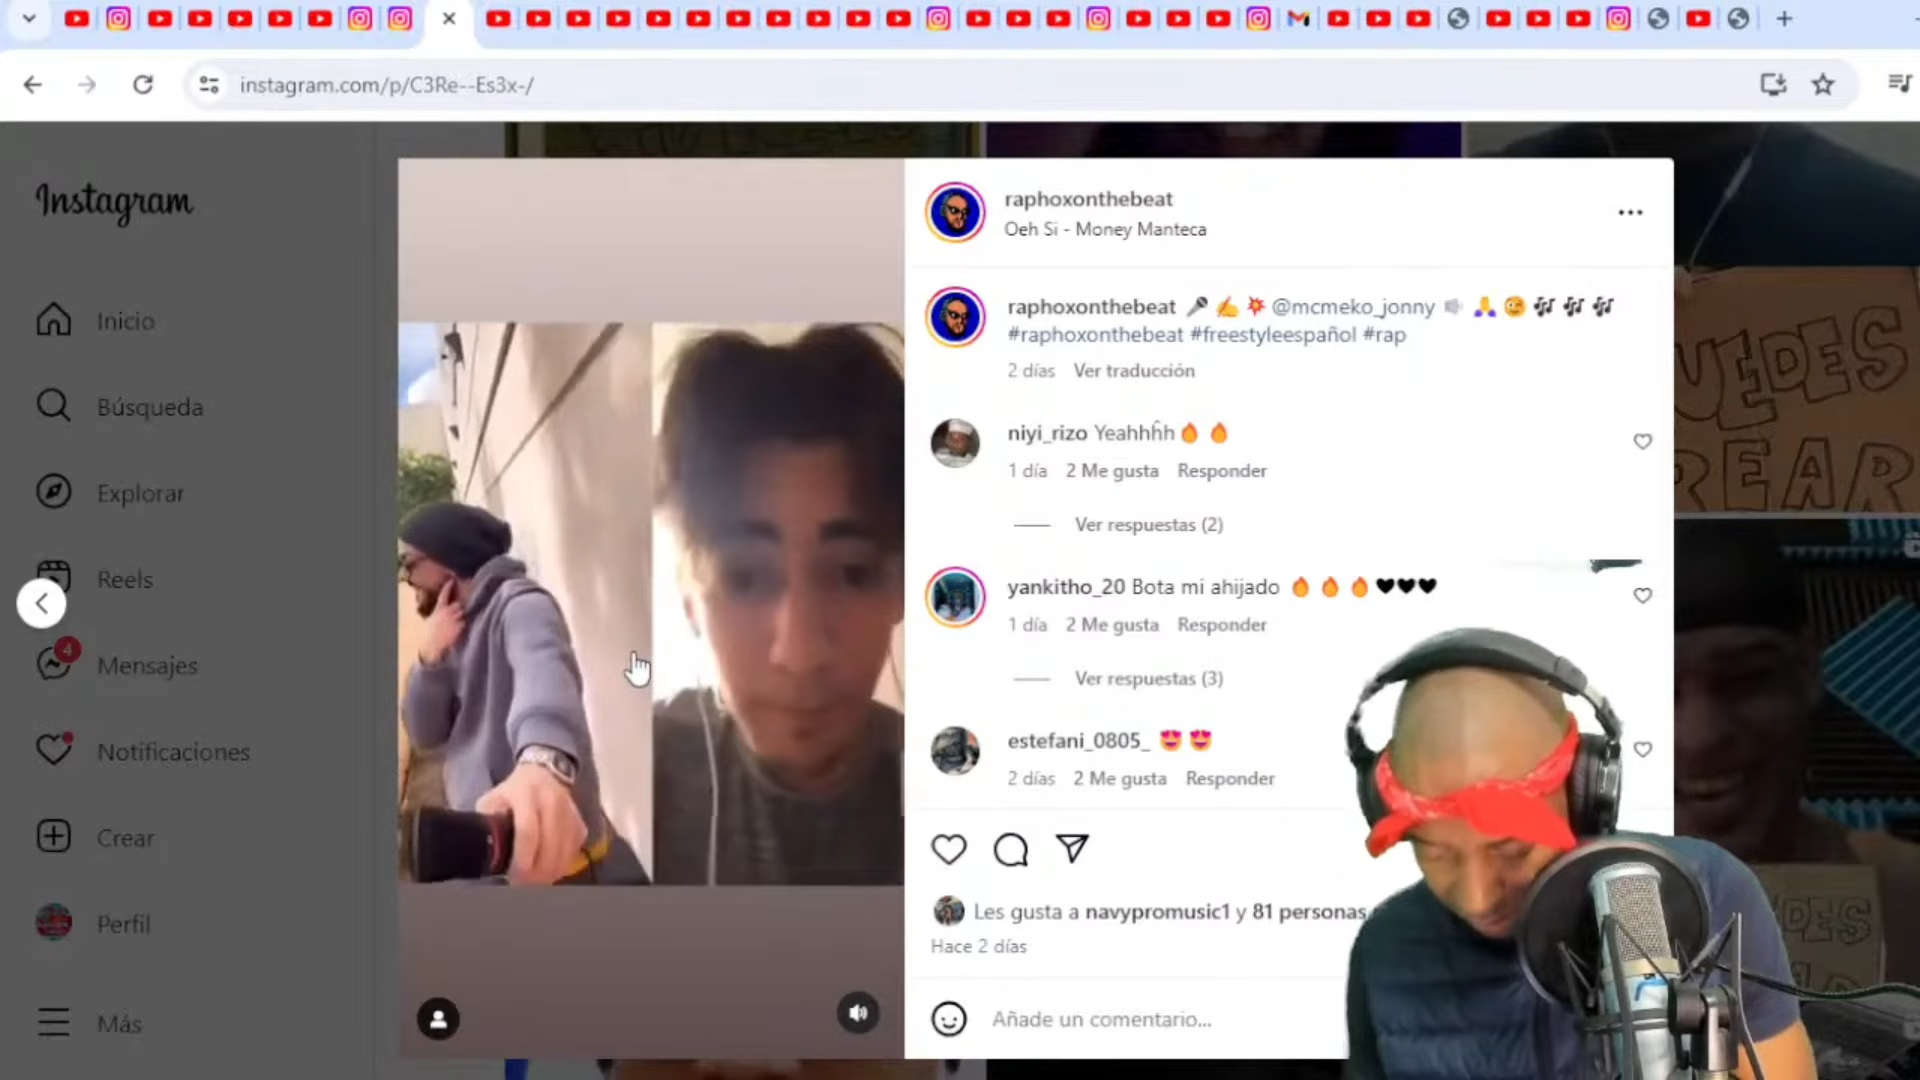 instagram.com/p/C3Re--Es3x-/
Instagram
Inicio
Búsqueda
Explorar
Reels
4
Mensajes
Notificaciones
Crear
Perfil
Más
raphoxonthebeat
Oeh Si - Money Manteca
raphoxonthebeat 🎤 ✍️ 💥 @mcmeko_jonny 🔊 🙏 😉 🎶 🎶 🎶
#raphoxonthebeat #freestyleespañol #rap
2 días Ver traducción
niyi_rizo Yeahhĥh🔥 🔥
1 día 2 Me gusta Responder
Ver respuestas (2)
yankitho_20 Bota mi ahijado 🔥 🔥 🔥🖤🖤🖤
1 día 2 Me gusta Responder
Ver respuestas (3)
estefani_0805_ 😍 😍
2 días 2 Me gusta Responder
Les gusta a navypromusic1 y 81 personas
Hace 2 días
Añade un comentario...